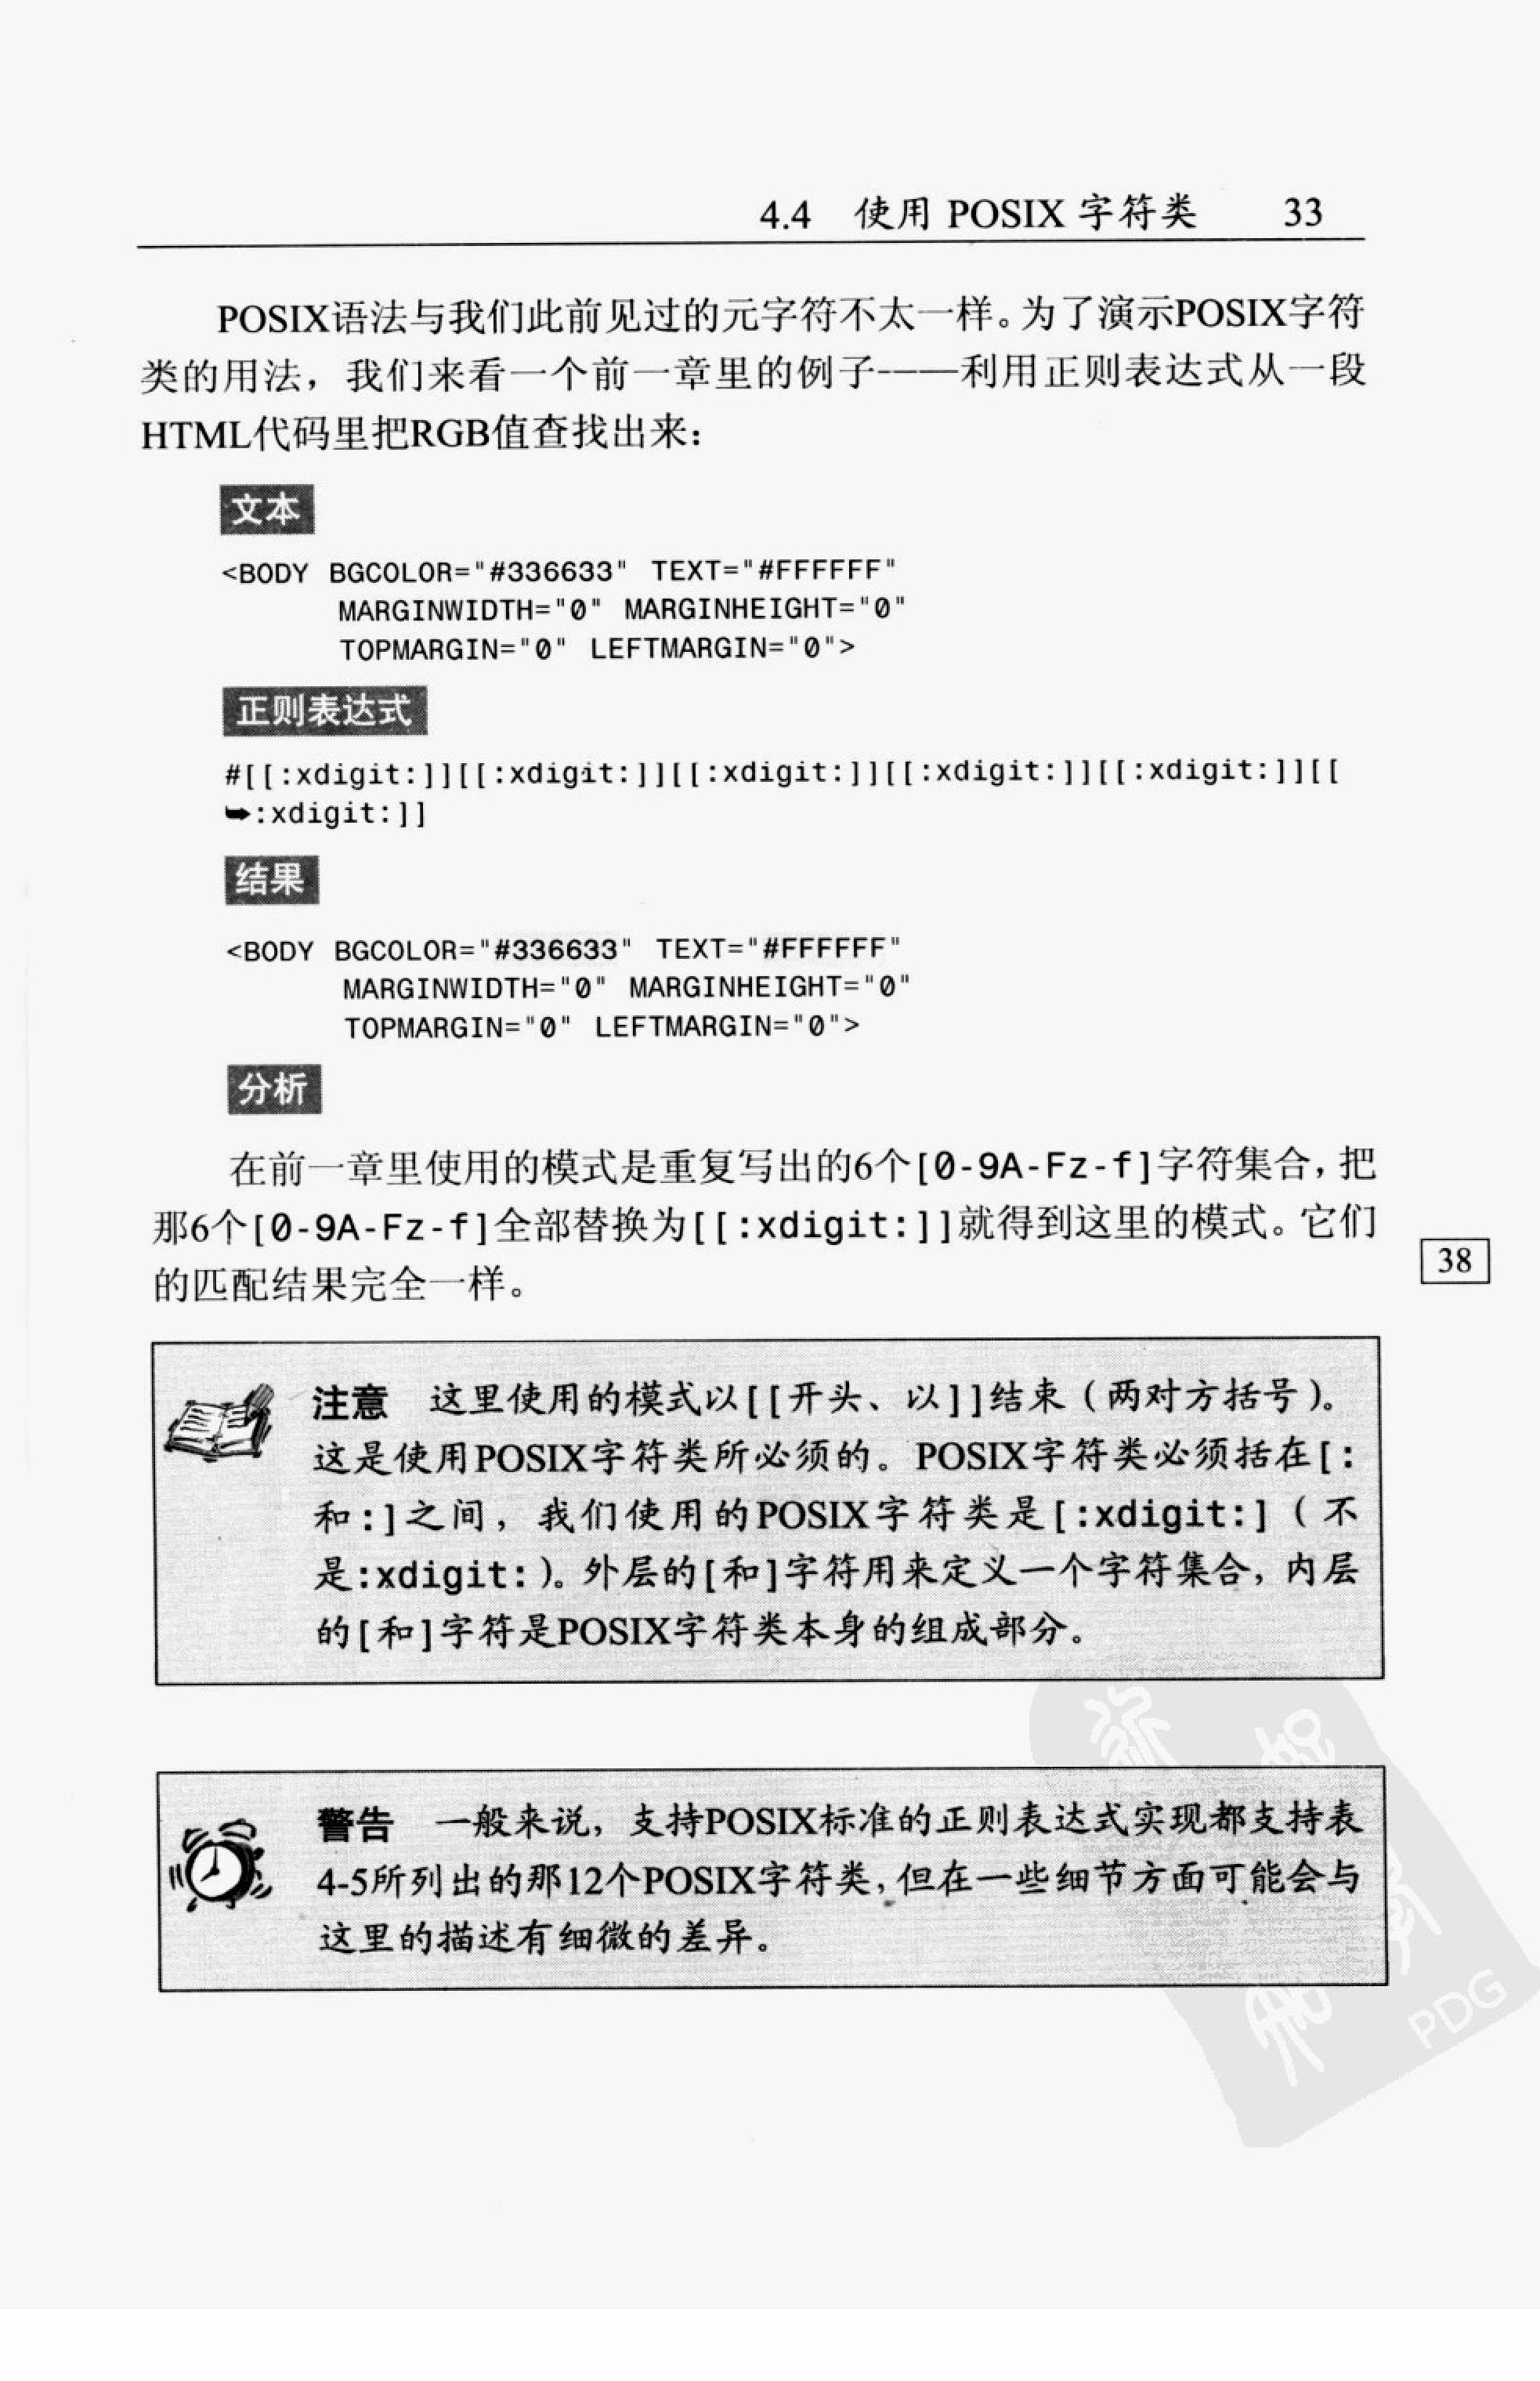 4.4 使用 POSIX 字符类 33
POSIX语法与我们此前见过的元字符不太一样。为了演示POSIX字符
类的用法，我们来看一个前一章里的例子——利用正则表达式从一段
HTML代码里把RGB值查找出来：
文本
<BODY BGCOLOR="#336633" TEXT="#FFFFFF"
MARGINWIDTH="0" MARGINHEIGHT="0"
TOPMARGIN="0" LEFTMARGIN="0">
正则表达式
#[[:xdigit:]][[:xdigit:]][[:xdigit:]][[:xdigit:]][[:xdigit:]][[
➥:xdigit:]]
结果
<BODY BGCOLOR="#336633" TEXT="#FFFFFF"
MARGINWIDTH="0" MARGINHEIGHT="0"
TOPMARGIN="0" LEFTMARGIN="0">
分析
在前一章里使用的模式是重复写出的6个[0-9A-Fz-f]字符集合，把
那6个[0-9A-Fz-f]全部替换为[[:xdigit:]]就得到这里的模式。它们
的匹配结果完全一样。
38
注意 这里使用的模式以[[开头、以]]结束（两对方括号）。
这是使用POSIX字符类所必须的。POSIX字符类必须括在[:
和:]之间，我们使用的POSIX字符类是[:xdigit:]（不
是:xdigit:）。外层的[和]字符用来定义一个字符集合，内层
的[和]字符是POSIX字符类本身的组成部分。
警告 一般来说，支持POSIX标准的正则表达式实现都支持表
4-5所列出的那12个POSIX字符类，但在一些细节方面可能会与
这里的描述有细微的差异。
PDG